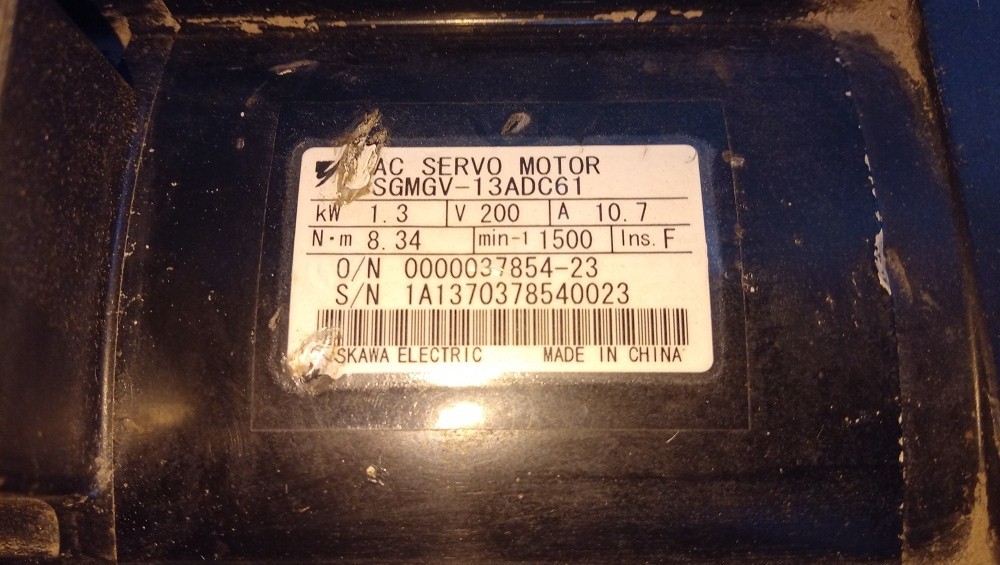 AC SERVO MOTOR
SGMGV-13ADC61
kW 1.3 V 200 A 10.7
N·m 8.34 min-1 1500 Ins. F
O/N 0000037854-23
S/N 1A1370378540023
SKAWA ELECTRIC MADE IN CHINA